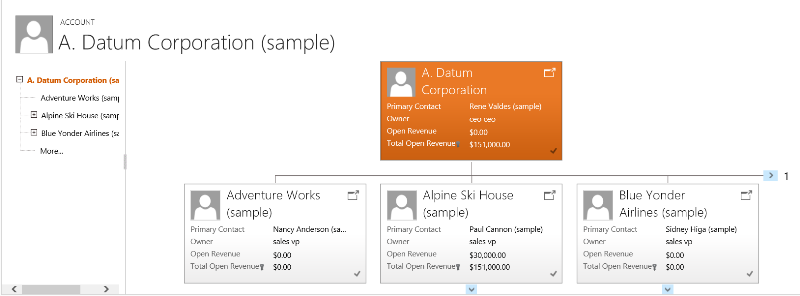 ACCOUNT
A. Datum Corporation (sample)
A. Datum Corporation (sa
Adventure Works (samp
Alpine Ski House (samp
Blue Yonder Airlines (sa
More...
A. Datum
Corporation
Primary Contact Rene Valdes (sample)
Owner ceo ceo
Open Revenue $0.00
Total Open Revenue $151,000.00
1
Adventure Works
(sample)
Primary Contact Nancy Anderson (sa...
Owner sales vp
Open Revenue $0.00
Total Open Revenue $0.00
Alpine Ski House
(sample)
Primary Contact Paul Cannon (sample)
Owner sales vp
Open Revenue $30,000.00
Total Open Revenue $151,000.00
Blue Yonder
Airlines (sample)
Primary Contact Sidney Higa (sample)
Owner sales vp
Open Revenue $0.00
Total Open Revenue $0.00